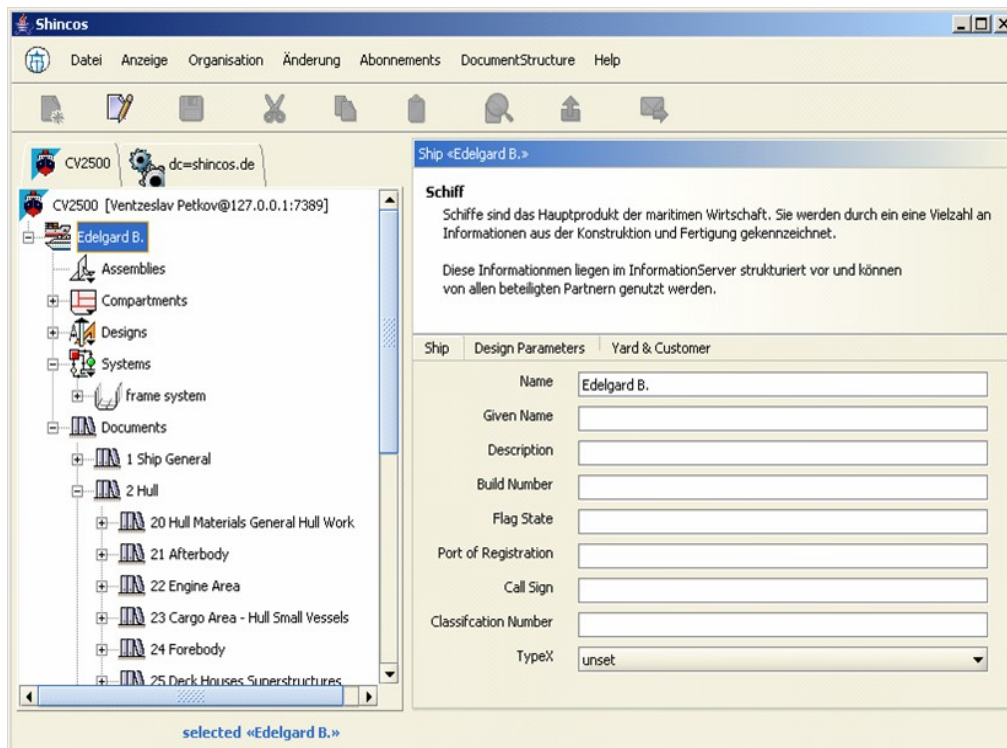 Shincos
Datei Anzeige Organisation Änderung Abonnements DocumentStructure Help
CV2500 dc=shincos.de
CV2500 [Ventzeslav Petkov@127.0.0.1:7389]
Edelgard B.
Assemblies
Compartments
Designs
Systems
frame system
Documents
1 Ship General
2 Hull
20 Hull Materials General Hull Work
21 Afterbody
22 Engine Area
23 Cargo Area - Hull Small Vessels
24 Forebody
25 Deck Houses Superstructures
selected «Edelgard B.»
Ship «Edelgard B.»
Schiff
Schiffe sind das Hauptprodukt der maritimen Wirtschaft. Sie werden durch ein eine Vielzahl an
Informationen aus der Konstruktion und Fertigung gekennzeichnet.
Diese Informationmen liegen im InformationServer strukturiert vor und können
von allen beteiligten Partnern genutzt werden.
Ship Design Parameters Yard & Customer
Name Edelgard B.
Given Name
Description
Build Number
Flag State
Port of Registration
Call Sign
Classifcation Number
TypeX unset